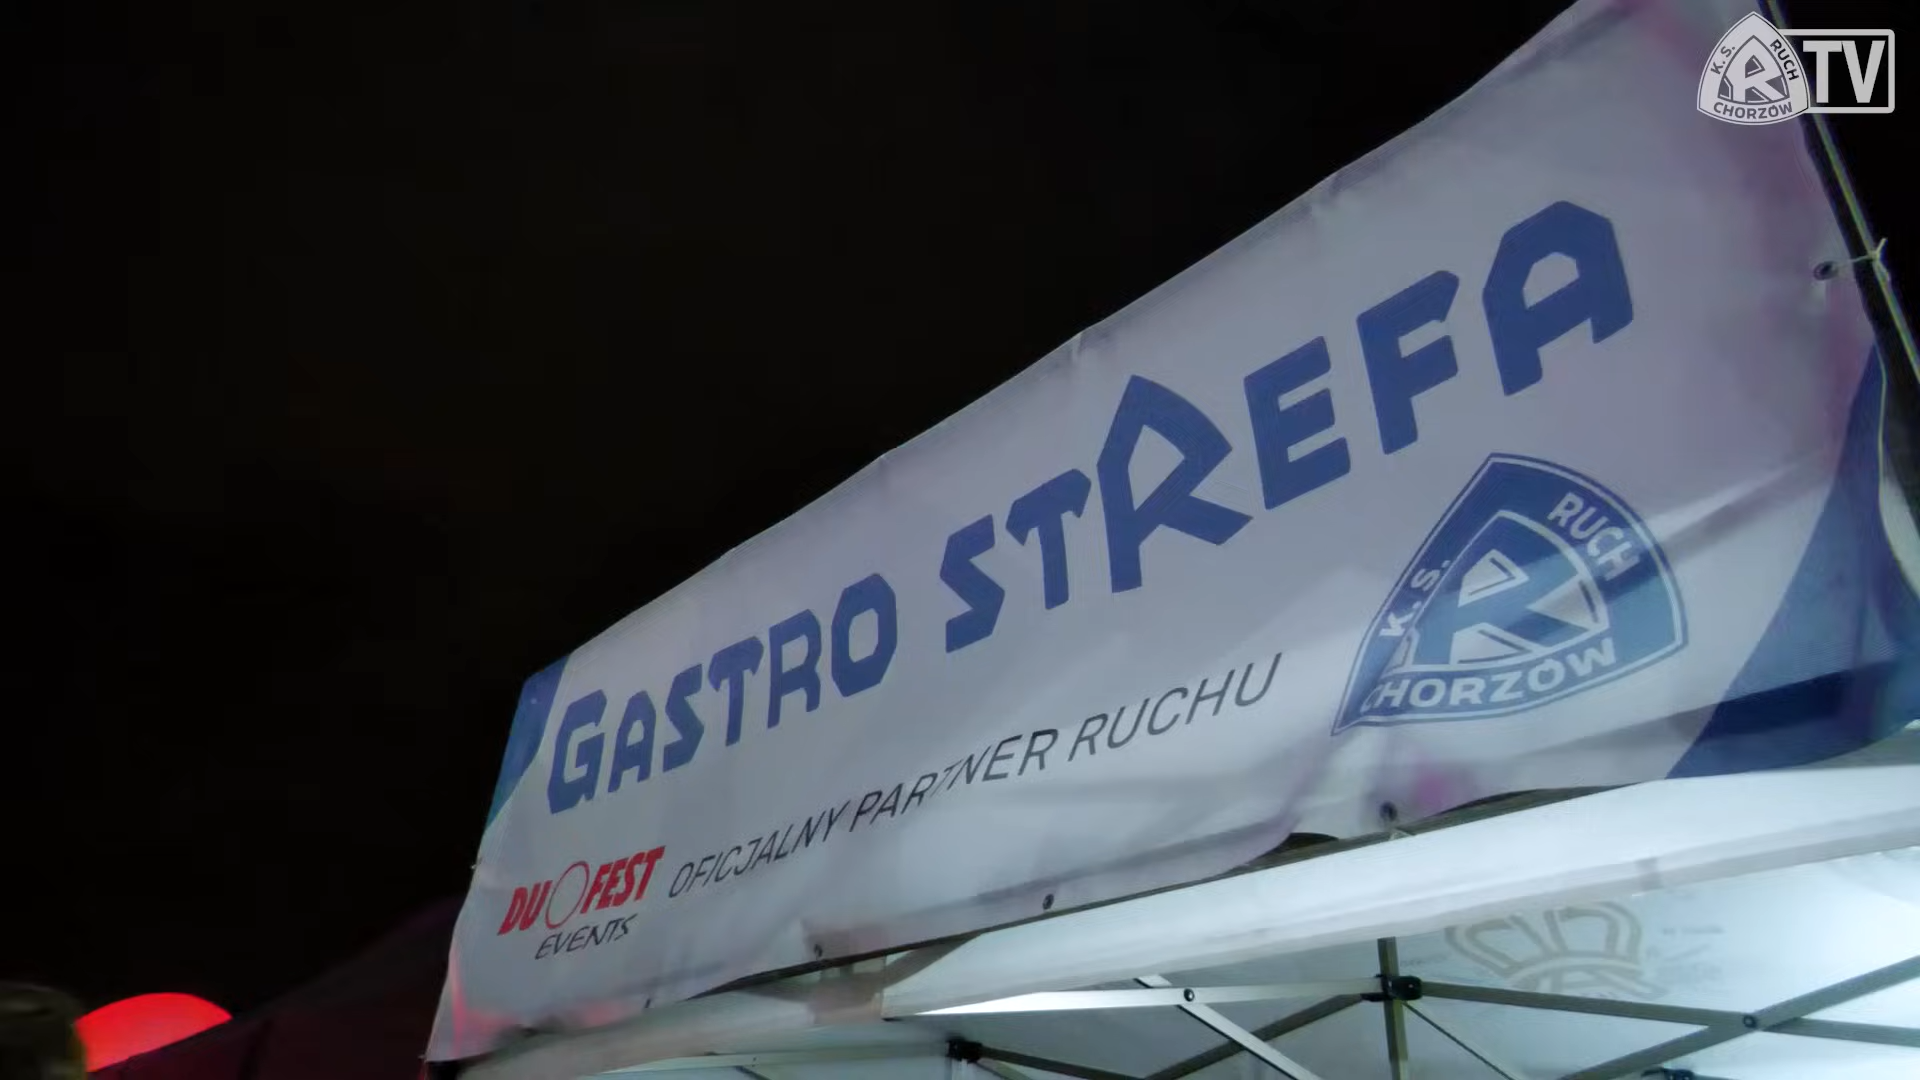 K.S. RUCH
CHORZÓW
TV
GASTRO STREFA
K.S. RUCH
CHORZÓW
DUOFEST
EVENTS
OFICJALNY PARTNER RUCHU